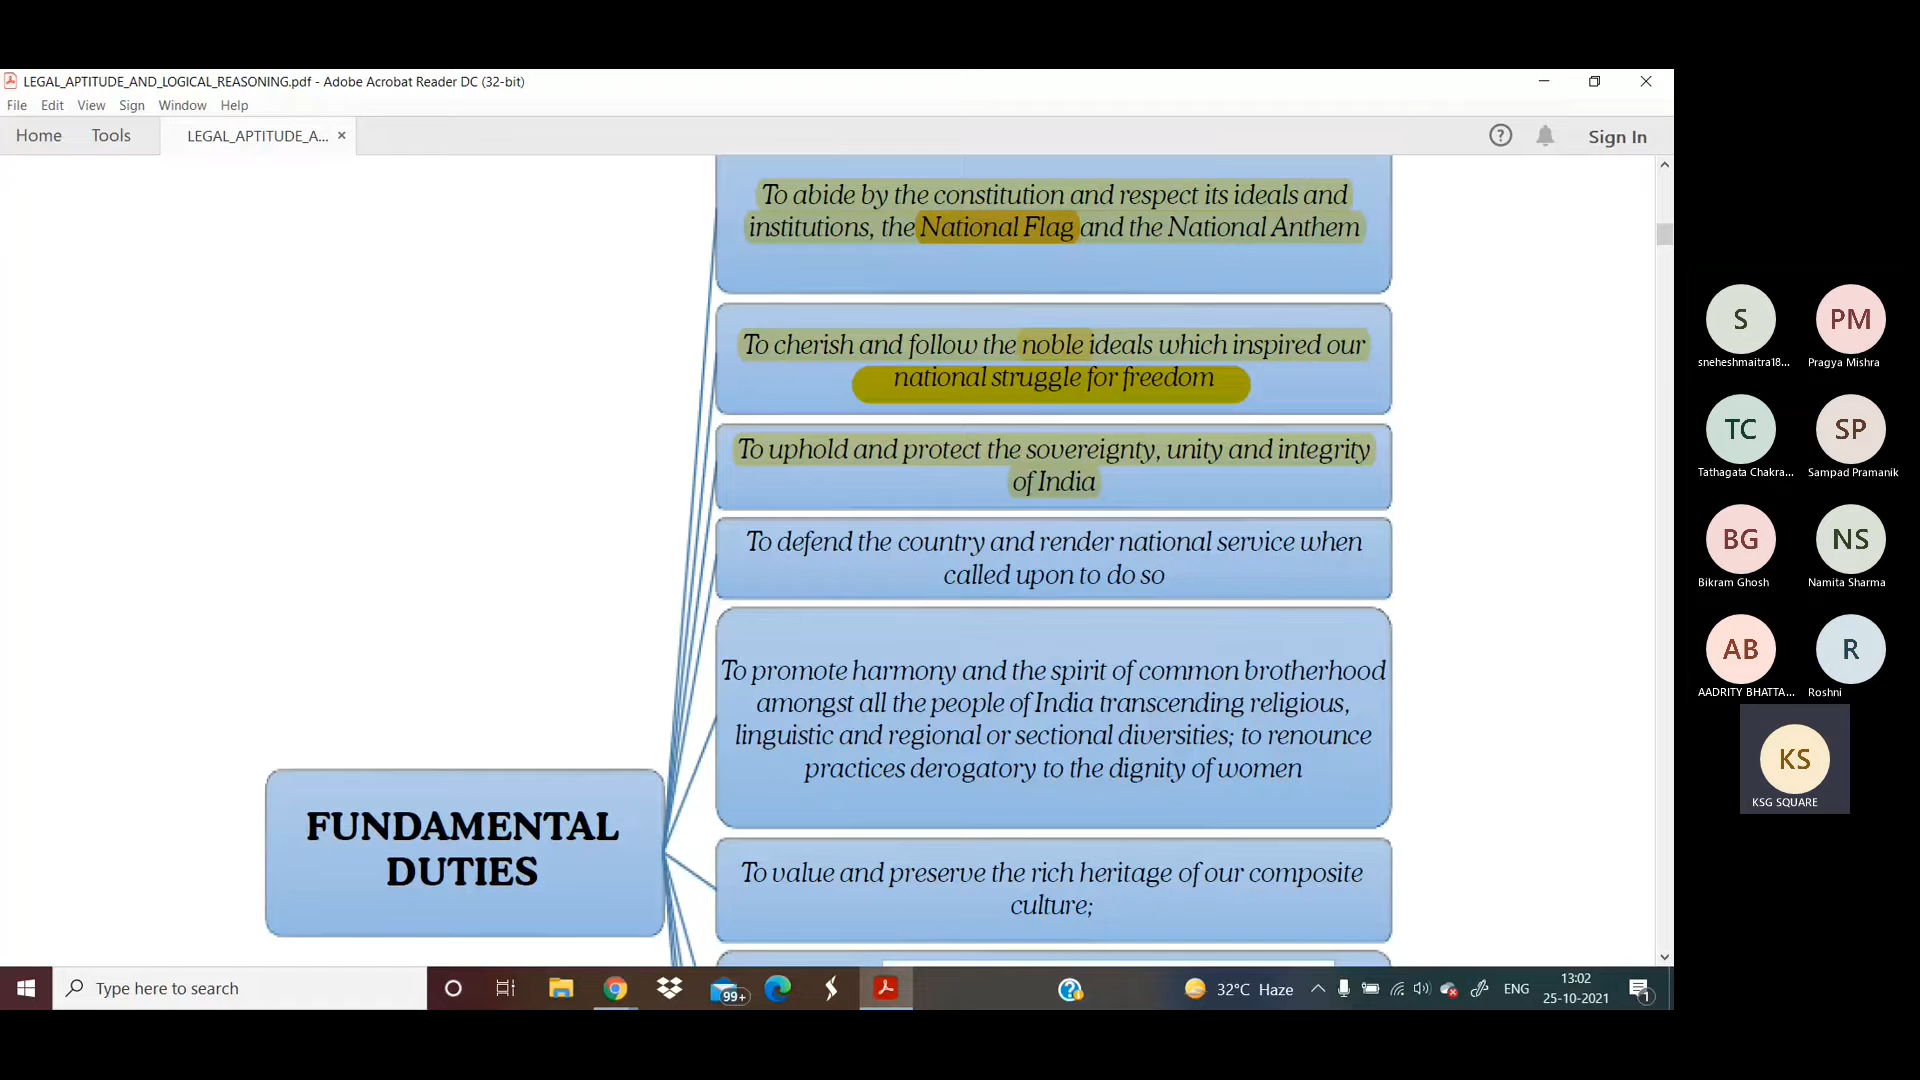 LEGAL_APTITUDE_AND_LOGICAL_REASONING.pdf - Adobe Acrobat Reader DC (32-bit)
File Edit View Sign Window Help
Home Tools LEGAL_APTITUDE_A... × Sign In
To abide by the constitution and respect its ideals and
institutions, the National Flag and the National Anthem
To cherish and follow the noble ideals which inspired our
national struggle for freedom
To uphold and protect the sovereignty, unity and integrity
of India
To defend the country and render national service when
called upon to do so
To promote harmony and the spirit of common brotherhood
amongst all the people of India transcending religious,
linguistic and regional or sectional diversities; to renounce
practices derogatory to the dignity of women
FUNDAMENTAL
DUTIES
To value and preserve the rich heritage of our composite
culture;
S PM
sneheshmaitra18... Pragya Mishra
TC SP
Tathagata Chakra... Sampad Pramanik
BG NS
Bikram Ghosh Namita Sharma
AB R
AADRITY BHATTA... Roshni
KS
KSG SQUARE
Type here to search 99+ 32°C Haze ENG 13:02
25-10-2021 1